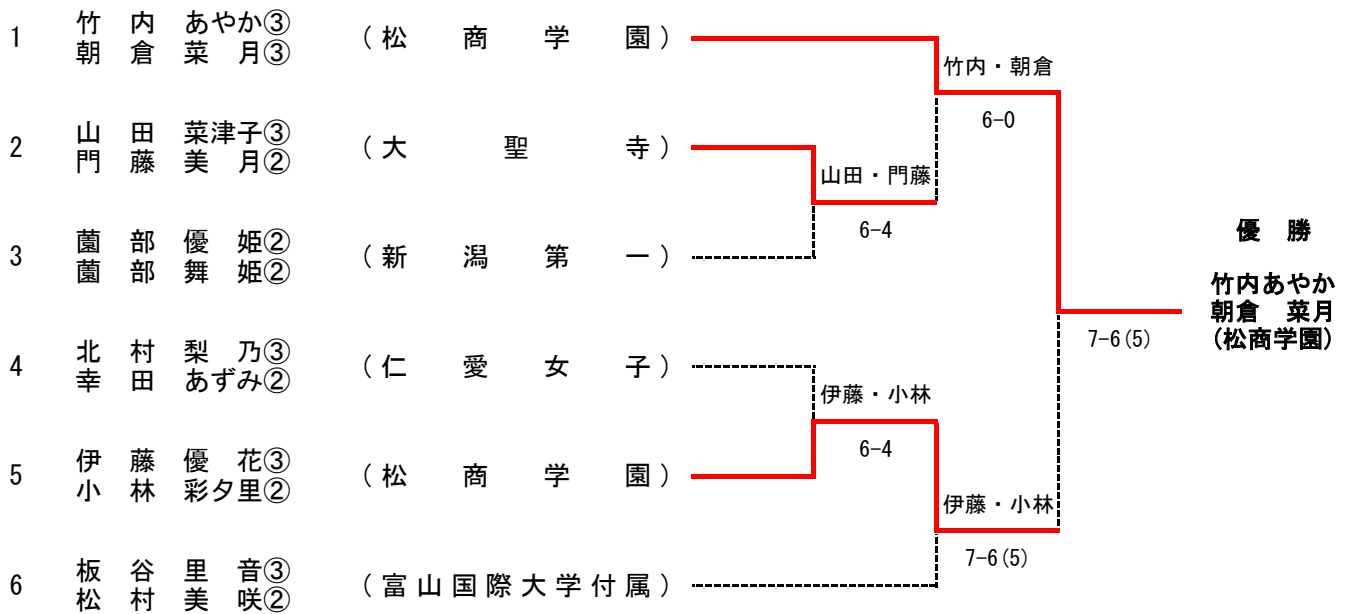 1 竹内 あやか③ (松商学園)
朝倉菜月③
竹内・朝倉
6-0
2 山田 菜津子③ (大聖寺)
門藤美月②
山田・門藤
6-4
3 薗部優姫② (新潟第一)
薗部舞姫②
優勝
竹内あやか
朝倉 菜月
(松商学園)
7-6(5)
4 北村梨乃③ (仁愛女子)
幸田 あずみ②
伊藤・小林
6-4
5 伊藤優花③ (松商学園)
小林 彩夕里②
伊藤・小林
7-6(5)
6 板谷里音③ (富山国際大学付属)
松村美咲②